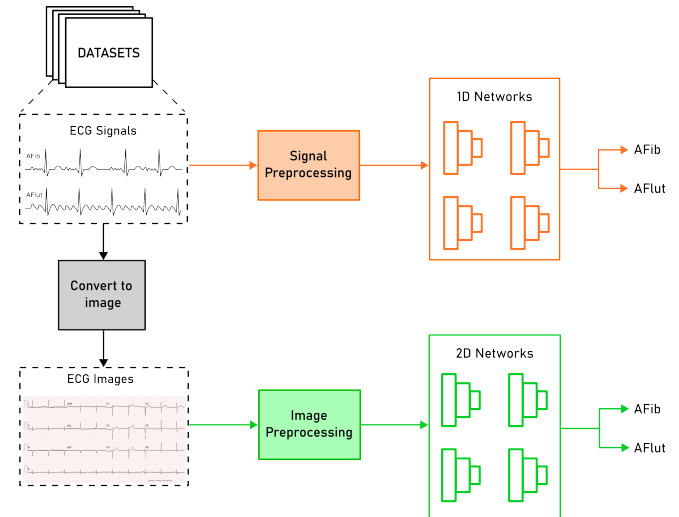 DATASETS
ECG Signals
AFib
AFlut
Signal
Preprocessing
1D Networks
AFib
AFlut
Convert to
image
ECG Images
Image
Preprocessing
2D Networks
AFib
AFlut